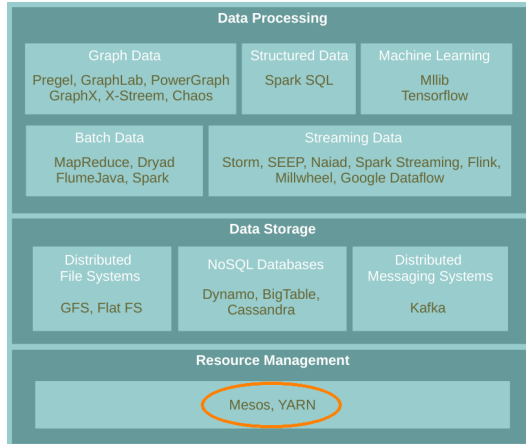 Data Processing
Graph Data
Pregel, GraphLab, PowerGraph
GraphX, X-Streem, Chaos
Structured Data
Spark SQL
Machine Learning
Mllib
Tensorflow
Batch Data
MapReduce, Dryad
FlumeJava, Spark
Streaming Data
Storm, SEEP, Naiad, Spark Streaming, Flink,
Millwheel, Google Dataflow
Data Storage
Distributed
File Systems
GFS, Flat FS
NoSQL Databases
Dynamo, BigTable,
Cassandra
Distributed
Messaging Systems
Kafka
Resource Management
Mesos, YARN